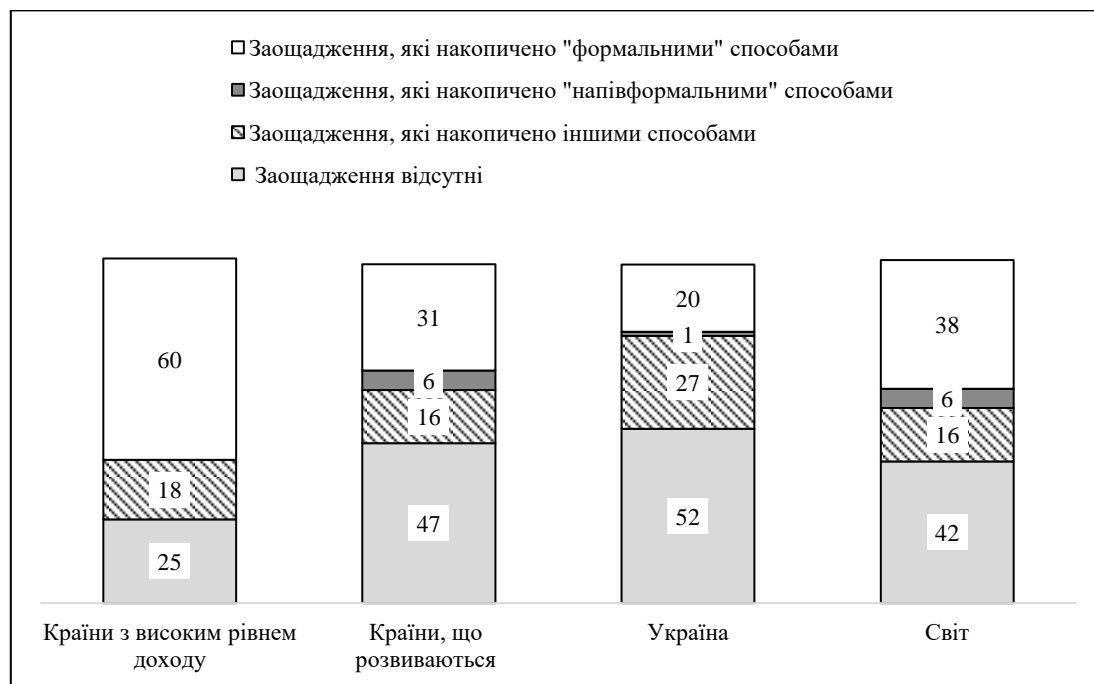 Заощадження, які накопичено "формальними" способами
Заощадження, які накопичено "напівформальними" способами
Заощадження, які накопичено іншими способами
Заощадження відсутні
60
18
25
31
6
16
47
20
1
27
52
38
6
16
42
Країни з високим рівнем
доходу
Країни, що
розвиваються
Україна
Світ